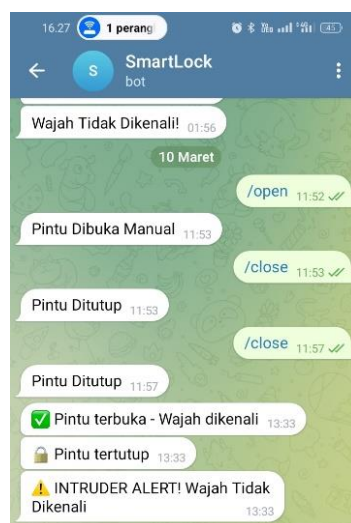 16.27 1 perang 45
S SmartLock
bot
Wajah Tidak Dikenali! 01:56
10 Maret
/open 11:52
Pintu Dibuka Manual 11:53
/close 11:53
Pintu Ditutup 11:53
/close 11:57
Pintu Ditutup 11:57
✅ Pintu terbuka - Wajah dikenali 13:33
🔒 Pintu tertutup 13:33
⚠️ INTRUDER ALERT! Wajah Tidak
Dikenali 13:33